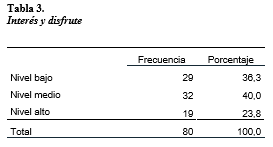 Tabla 3.
Interés y disfrute
Frecuencia Porcentaje
Nivel bajo 29 36,3
Nivel medio 32 40,0
Nivel alto 19 23,8
Total 80 100,0